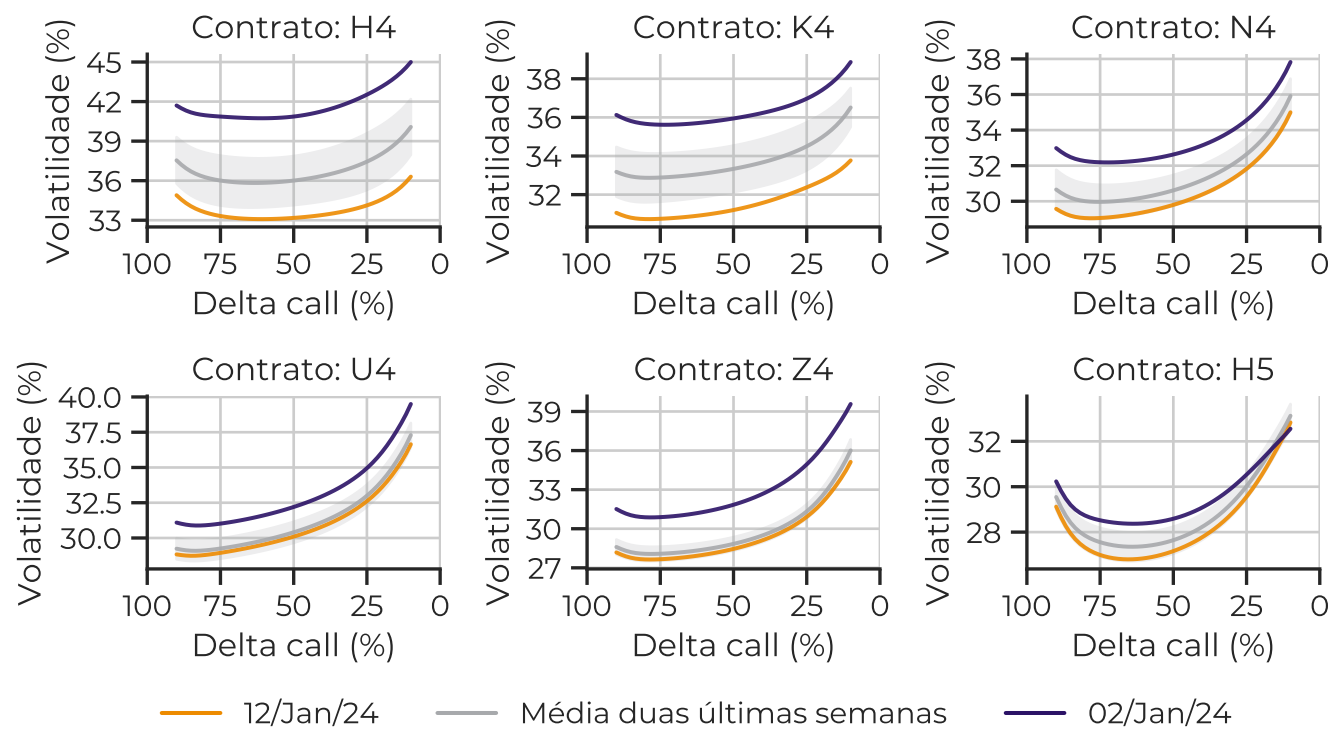 Contrato: H4
Volatilidade (%)
45
42
39
36
33
100 75 50 25 0
Delta call (%)
Contrato: K4
Volatilidade (%)
38
36
34
32
100 75 50 25 0
Delta call (%)
Contrato: N4
Volatilidade (%)
38
36
34
32
30
100 75 50 25 0
Delta call (%)
Contrato: U4
Volatilidade (%)
40.0
37.5
35.0
32.5
30.0
100 75 50 25 0
Delta call (%)
Contrato: Z4
Volatilidade (%)
39
36
33
30
27
100 75 50 25 0
Delta call (%)
Contrato: H5
Volatilidade (%)
32
30
28
100 75 50 25 0
Delta call (%)
12/Jan/24 Média duas últimas semanas 02/Jan/24